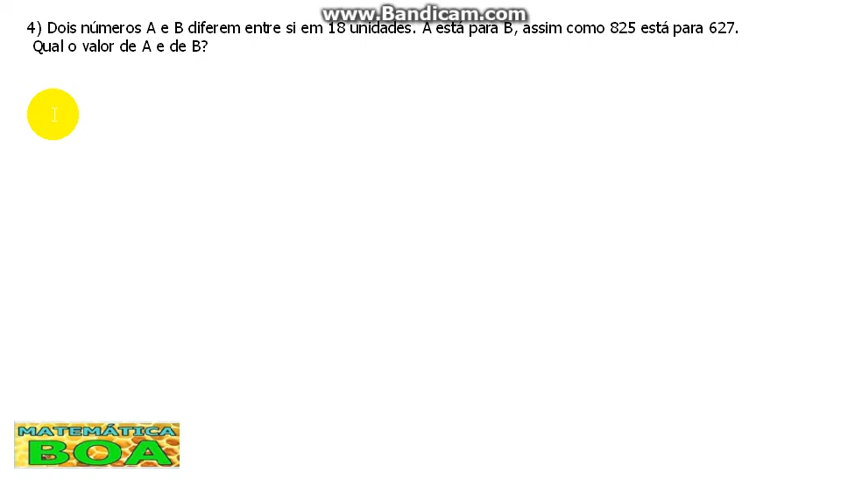 www.Bandicam.com
4) Dois números A e B diferem entre si em 18 unidades. A está para B, assim como 825 está para 627.
Qual o valor de A e de B?
MATEMÁTICA
BOA